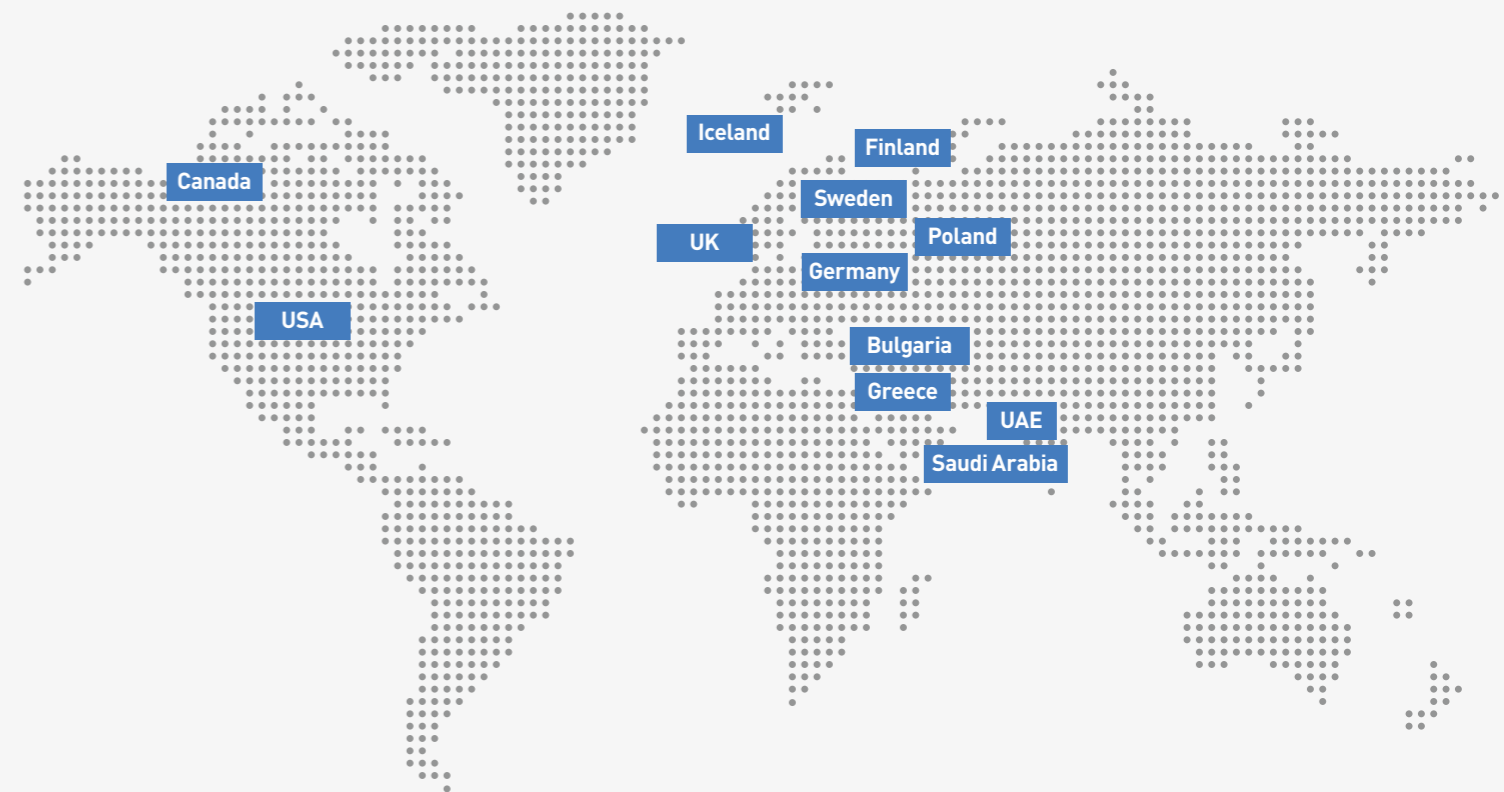 Iceland
Finland
Canada
Sweden
Poland
UK
Germany
USA
Bulgaria
Greece
UAE
Saudi Arabia